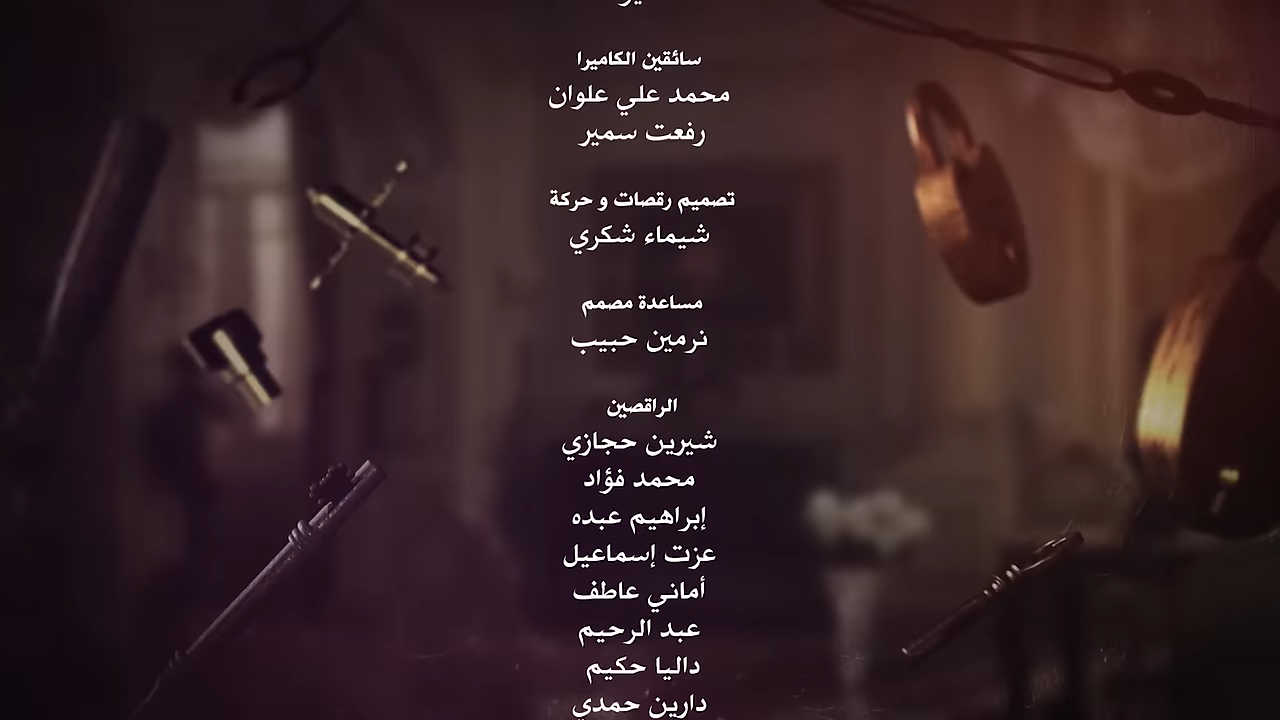 سائقين الكاميرا
محمد علي علوان
رفعت سمير
تصميم رقصات و حركة
شيماء شكري
مساعدة مصمم
نرمين حبيب
الراقصين
شيرين حجازي
محمد فؤاد
إبراهيم عبده
عزت إسماعيل
أماني عاطف
عبد الرحيم
داليا حكيم
دارين حمدي